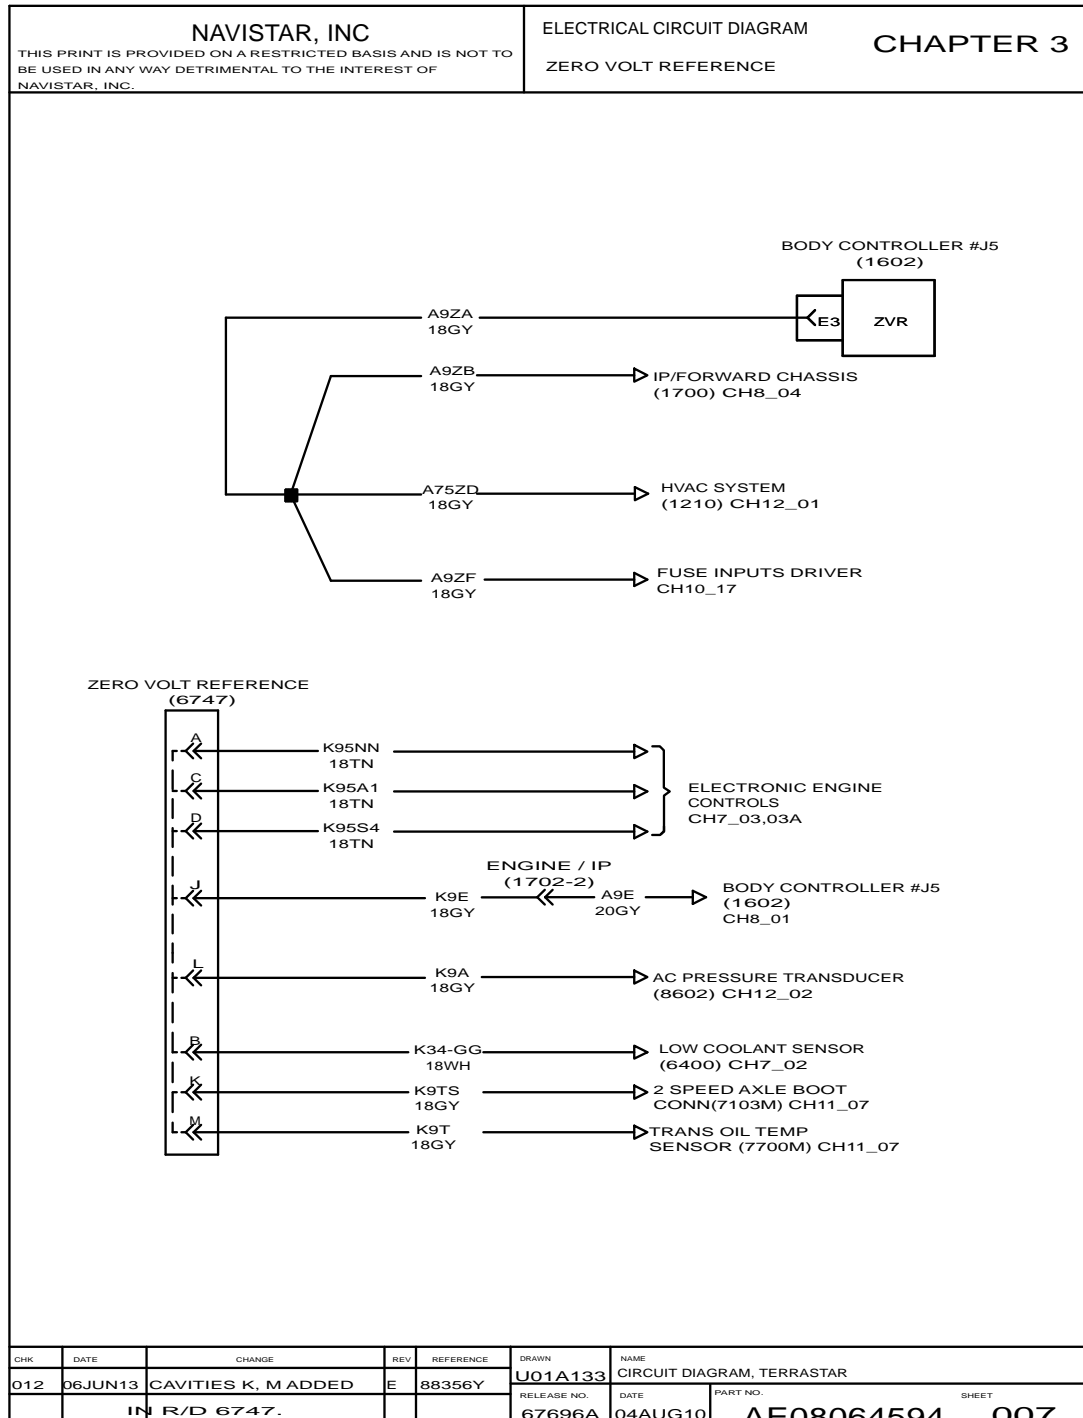 NAVISTAR, INC
THIS PRINT IS PROVIDED ON A RESTRICTED BASIS AND IS NOT TO
BE USED IN ANY WAY DETRIMENTAL TO THE INTEREST OF
NAVISTAR, INC.
ELECTRICAL CIRCUIT DIAGRAM
ZERO VOLT REFERENCE
CHAPTER 3
BODY CONTROLLER #J5
(1602)
E3
ZVR
A9ZA
18GY
A9ZB
18GY
IP/FORWARD CHASSIS
(1700) CH8_04
A75ZD
18GY
HVAC SYSTEM
(1210) CH12_01
A9ZF
18GY
FUSE INPUTS DRIVER
CH10_17
ZERO VOLT REFERENCE
(6747)
A
K95NN
18TN
C
K95A1
18TN
D
K95S4
18TN
ELECTRONIC ENGINE
CONTROLS
CH7_03,03A
J
K9E
18GY
ENGINE / IP
(1702-2)
A9E
20GY
BODY CONTROLLER #J5
(1602)
CH8_01
L
K9A
18GY
AC PRESSURE TRANSDUCER
(8602) CH12_02
B
K34-GG
18WH
LOW COOLANT SENSOR
(6400) CH7_02
K
K9TS
18GY
2 SPEED AXLE BOOT
CONN(7103M) CH11_07
M
K9T
18GY
TRANS OIL TEMP
SENSOR (7700M) CH11_07
CHK DATE CHANGE REV REFERENCE
012 06JUN13 CAVITIES K, M ADDED E 88356Y
IN R/D 6747.
DRAWN
U01A133
NAME
CIRCUIT DIAGRAM, TERRASTAR
RELEASE NO.
67696A
DATE
04AUG10
PART NO.
AE08064594
SHEET
007